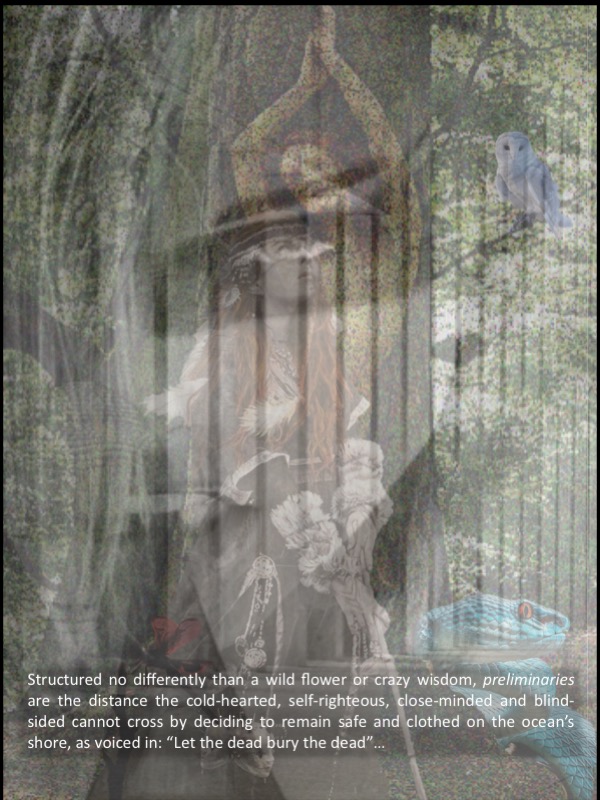 Structured no differently than a wild flower or crazy wisdom, preliminaries
are the distance the cold-hearted, self-righteous, close-minded and blind-
sided cannot cross by deciding to remain safe and clothed on the ocean’s
shore, as voiced in: “Let the dead bury the dead”…